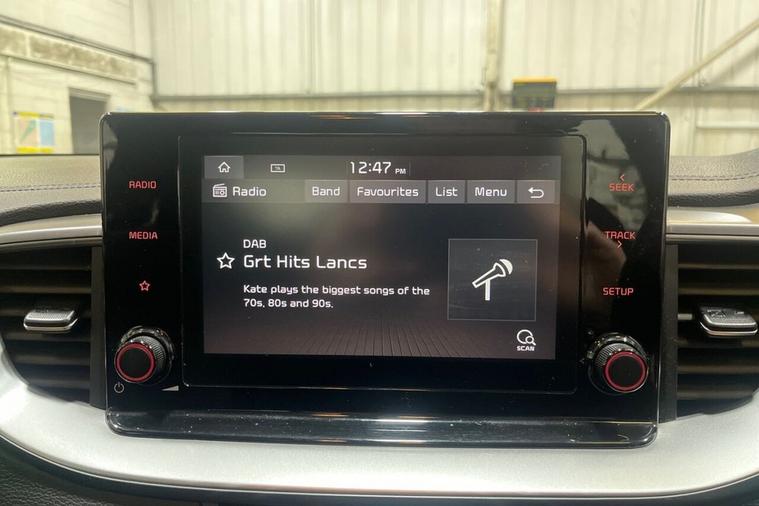 12:47 PM
Radio Band Favourites List Menu
RADIO
MEDIA
SEEK
TRACK
SETUP
DAB
Grt Hits Lancs
Kate plays the biggest songs of the
70s, 80s and 90s.
SCAN